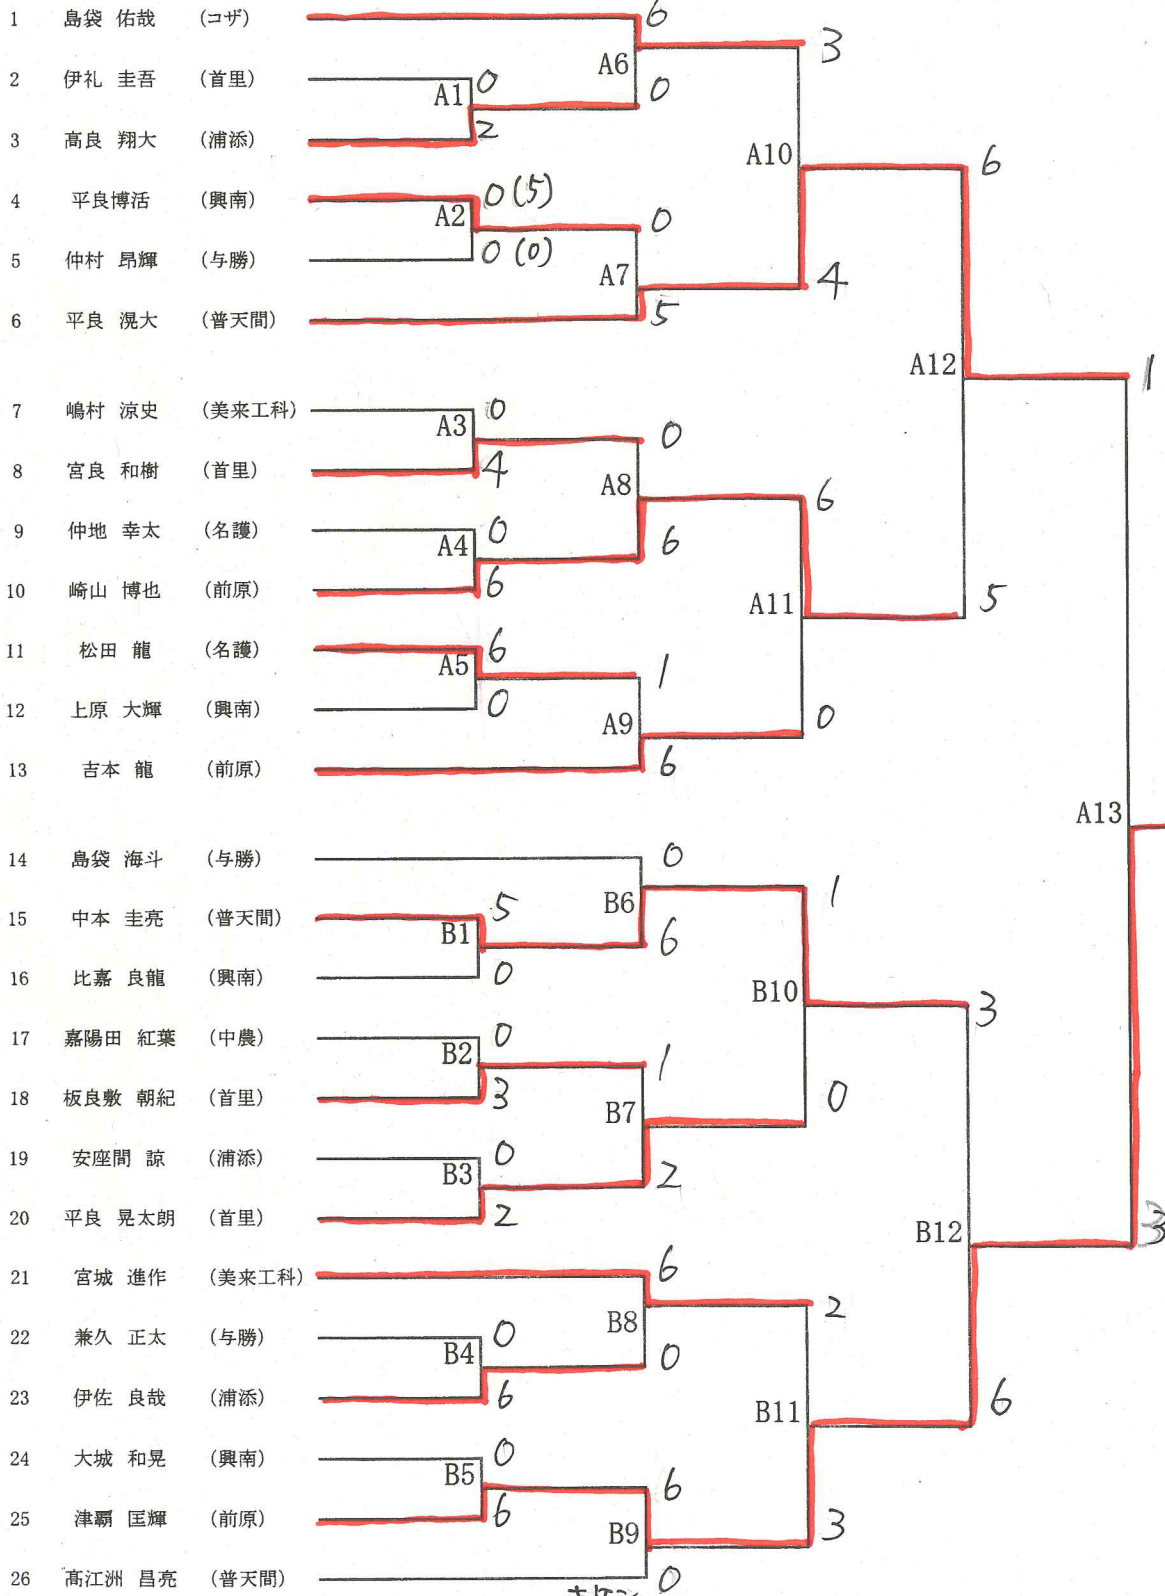 1 島袋 佑哉 (コザ) 6
A6 3
2 伊礼 圭吾 (首里) 0
A1 0
3 高良 翔大 (浦添) 2
A10 6
4 平良博活 (興南) 0(5)
A2 0
5 仲村 昂輝 (与勝) 0(0)
A7 4
6 平良 滉大 (普天間) 5
A12 1
7 嶋村 涼史 (美来工科) 0
A3 0
8 宮良 和樹 (首里) 4
A8 6
9 仲地 幸太 (名護) 0
A4 6
10 崎山 博也 (前原) 6
A11 5
11 松田 龍 (名護) 6
A5 1
12 上原 大輝 (興南) 0
A9 0
13 吉本 龍 (前原) 6
A13
14 島袋 海斗 (与勝) 0
B6 1
15 中本 圭亮 (普天間) 5
B1 6
16 比嘉 良龍 (興南) 0
B10 3
17 嘉陽田 紅葉 (中農) 0
B2 1
18 板良敷 朝紀 (首里) 3
B7 0
19 安座間 諒 (浦添) 0
B3 2
20 平良 晃太朗 (首里) 2
B12 3
21 宮城 進作 (美来工科) 6
B8 2
22 兼久 正太 (与勝) 0
B4 0
23 伊佐 良哉 (浦添) 6
B11 6
24 大城 和晃 (興南) 0
B5 6
25 津覇 匡輝 (前原) 6
B9 3
26 髙江洲 昌亮 (普天間) 0